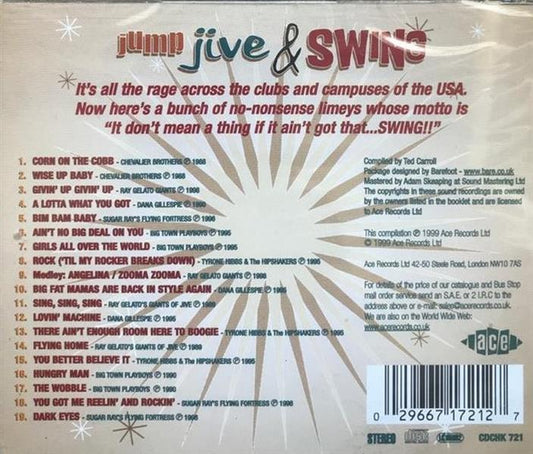 jump jive & SWING
It's all the rage across the clubs and campuses of the USA.
Now here's a bunch of no-nonsense limeys whose motto is
"It don't mean a thing if it ain't got that...SWING!!"
1. CORN ON THE COBB - CHEVALIER BROTHERS ℗ 1988
2. WISE UP BABY - CHEVALIER BROTHERS ℗
3. GIVIN' UP GIVIN' UP - RAY GELATO GIANTS ℗
4. A LOTTA WHAT YOU GOT - DANA GILLESPIE ℗
5. BIM BAM BABY - SUGAR RAY'S FLYING FORTRESS ℗
6. AIN'T NO BIG DEAL ON YOU - BIG TOWN PLAYBOYS ℗
7. GIRLS ALL OVER THE WORLD - BIG TOWN PLAYBOYS ℗
8. ROCK ('TIL MY ROCKER BREAKS DOWN) - TYRONE HIBBS & THE HIPSHAKERS ℗ 1995
9. Medley: ANGELINA / ZOOMA ZOOMA - RAY GELATO GIANTS ℗ 1998
10. BIG FAT MAMAS ARE BACK IN STYLE AGAIN - DANA GILLESPIE ℗
11. SING, SING, SING - RAY GELATO'S GIANTS OF JIVE ℗ 1989
12. LOVIN' MACHINE - DANA GILLESPIE ℗
13. THERE AIN'T ENOUGH ROOM HERE TO BOOGIE - TYRONE HIBBS & THE HIPSHAKERS ℗ 1995
14. FLYING HOME - RAY GELATO'S GIANTS OF JIVE ℗ 1989
15. YOU BETTER BELIEVE IT - TYRONE HIBBS & THE HIPSHAKERS ℗ 1995
16. HUNGRY MAN - BIG TOWN PLAYBOYS ℗ 1990
17. THE WOBBLE - BIG TOWN PLAYBOYS ℗
18. YOU GOT ME REELIN' AND ROCKIN' - SUGAR RAY'S FLYING FORTRESS ℗
19. DARK EYES - SUGAR RAY'S FLYING FORTRESS ℗
Compiled by Ted Carroll
Package designed by Barefoot - www.bare.co.uk
Mastered by Adam Skeaping at Sound Mastering Ltd
The copyrights in these sound recordings are owned by
the owners listed in the booklet and are licensed to
Ace Records Ltd
This compilation ℗ 1999 Ace Records Ltd
© 1999 Ace Records Ltd
Ace Records Ltd 42-50 Steele Road, London NW10 7AS
For details of the price of our catalogue and Bus Stop
mail order service send an S.A.E. or 2 I.R.C to the
address above or e-mail: sales@acerecords.co.uk
We are also on the World Wide Web:
www.acerecords.co.uk
ACE
0 29667 17212 7
STEREO
CDCHK 721